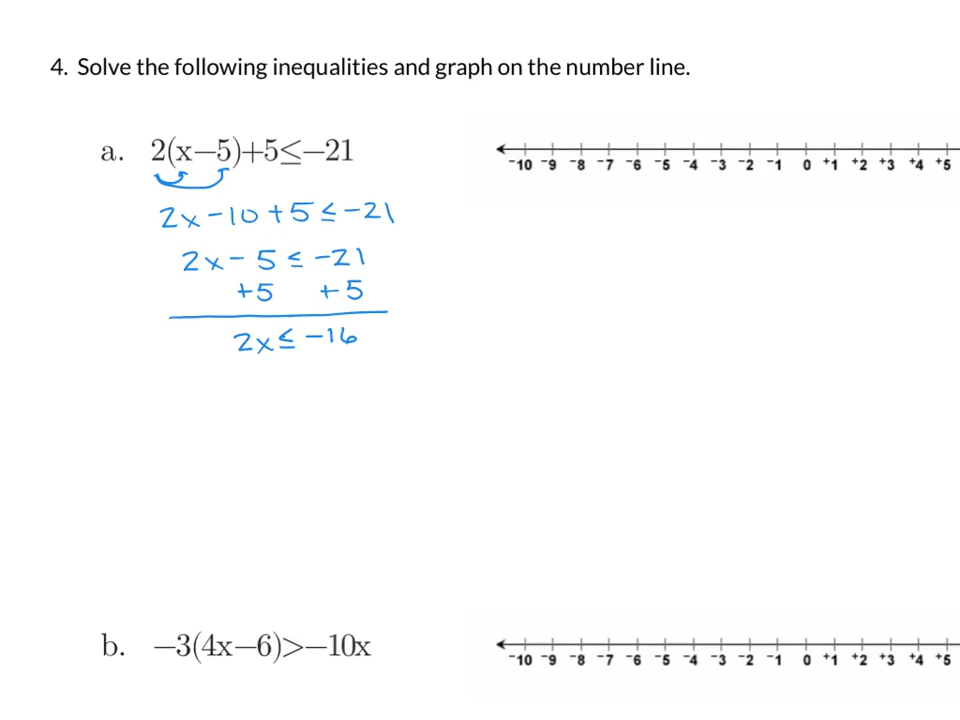 4. Solve the following inequalities and graph on the number line.
a. 2(x−5)+5≤−21
⁻10 ⁻9 ⁻8 ⁻7 ⁻6 ⁻5 ⁻4 ⁻3 ⁻2 ⁻1 0 ⁺1 ⁺2 ⁺3 ⁺4 ⁺5
2x −10 +5 ≤ −21
2x − 5 ≤ −21
+5 +5
2x ≤ −16
b. −3(4x−6)>−10x
⁻10 ⁻9 ⁻8 ⁻7 ⁻6 ⁻5 ⁻4 ⁻3 ⁻2 ⁻1 0 ⁺1 ⁺2 ⁺3 ⁺4 ⁺5